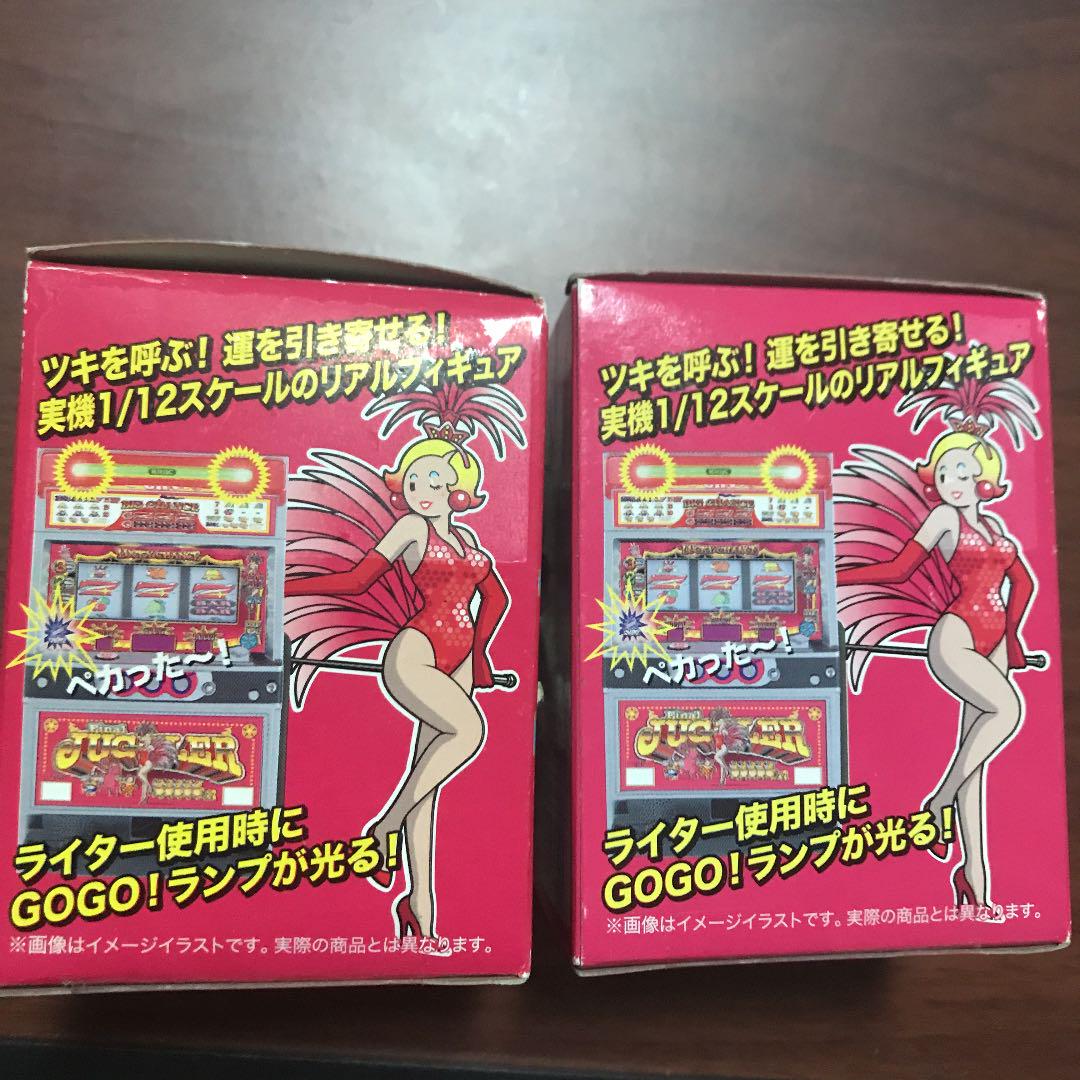 ツキを呼ぶ！運を引き寄せる！
実機1/12スケールのリアルフィギュア
ペカった〜！
Final
JUGGLER
ライター使用時に
GOGO！ランプが光る！
※画像はイメージイラストです。実際の商品とは異なります。
ツキを呼ぶ！運を引き寄せる！
実機1/12スケールのリアルフィギュア
BAR
ペカった〜！
Final
JUGGLER
ライター使用時に
GOGO！ランプが光る！
※画像はイメージイラストです。実際の商品とは異なります。